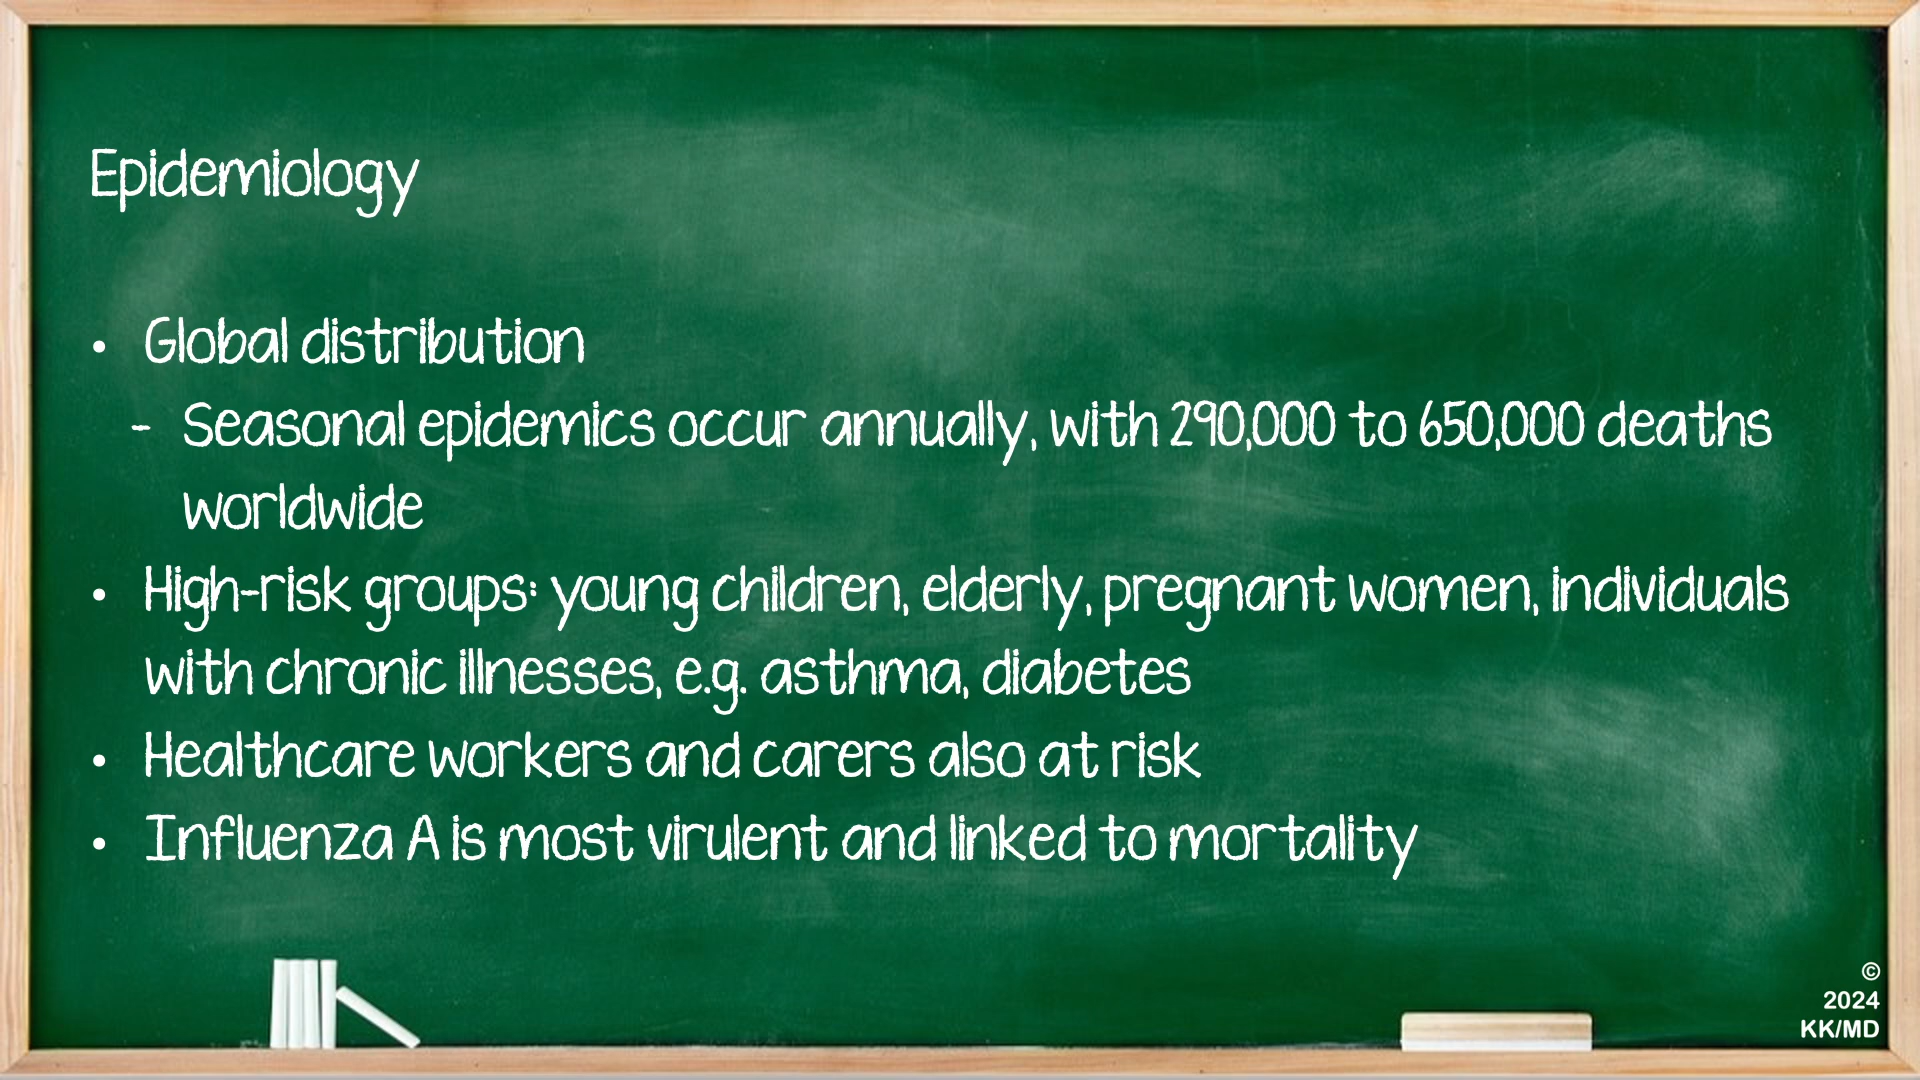 Epidemiology
• Global distribution
- Seasonal epidemics occur annually, with 290,000 to 650,000 deaths
worldwide
• High-risk groups: young children, elderly, pregnant women, individuals
with chronic illnesses, e.g. asthma, diabetes
• Healthcare workers and carers also at risk
• Influenza A is most virulent and linked to mortality
©
2024
KK/MD